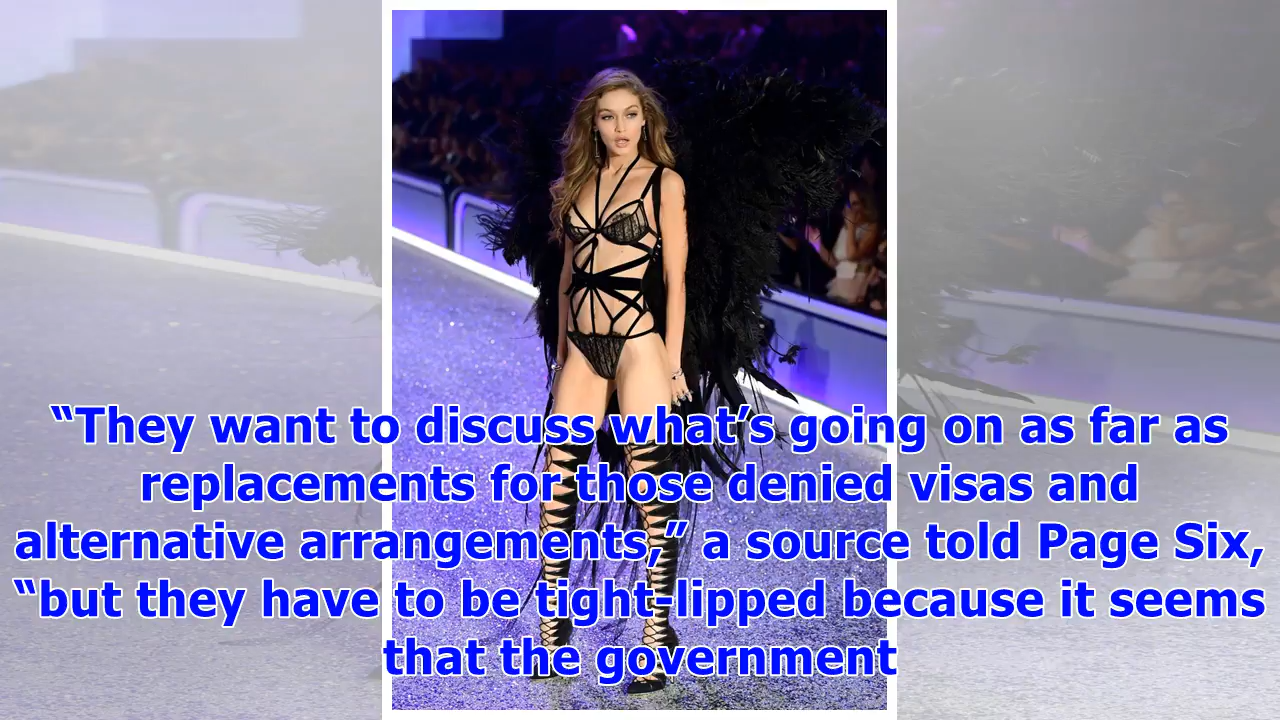 “They want to discuss what’s going on as far as
replacements for those denied visas and
alternative arrangements,” a source told Page Six,
“but they have to be tight-lipped because it seems
that the government